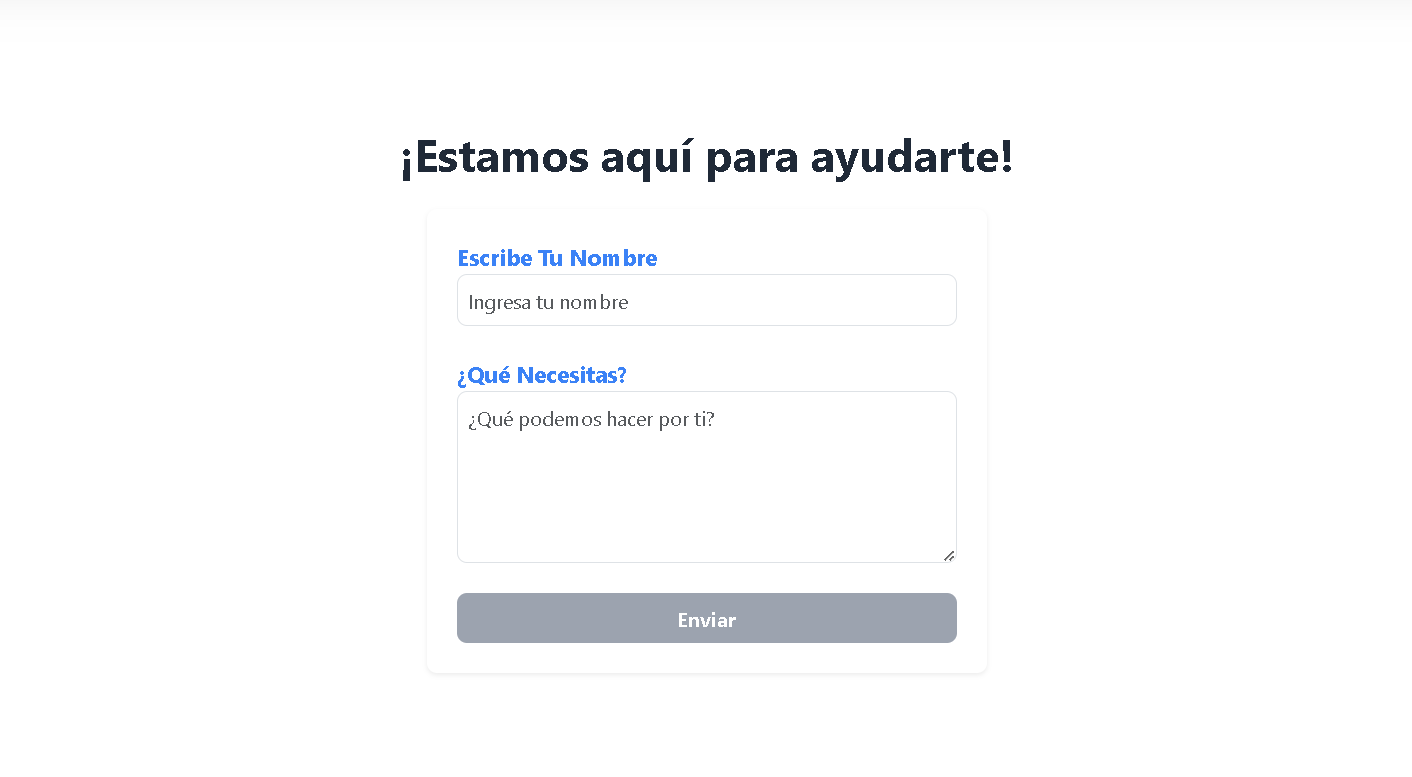 ¡Estamos aquí para ayudarte!
Escribe Tu Nombre
Ingresa tu nombre
¿Qué Necesitas?
¿Qué podemos hacer por ti?
Enviar